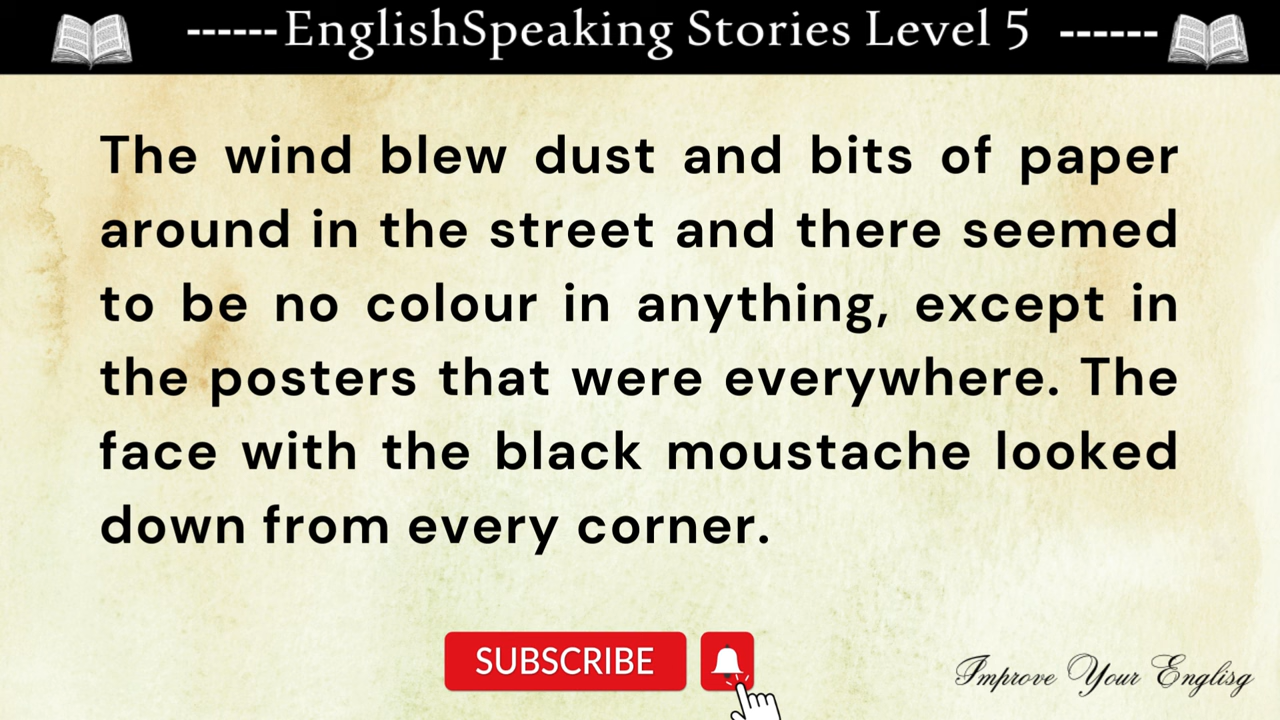 ------EnglishSpeaking Stories Level 5 ------
The wind blew dust and bits of paper
around in the street and there seemed
to be no colour in anything, except in
the posters that were everywhere. The
face with the black moustache looked
down from every corner.
SUBSCRIBE
Improve Your Englisg